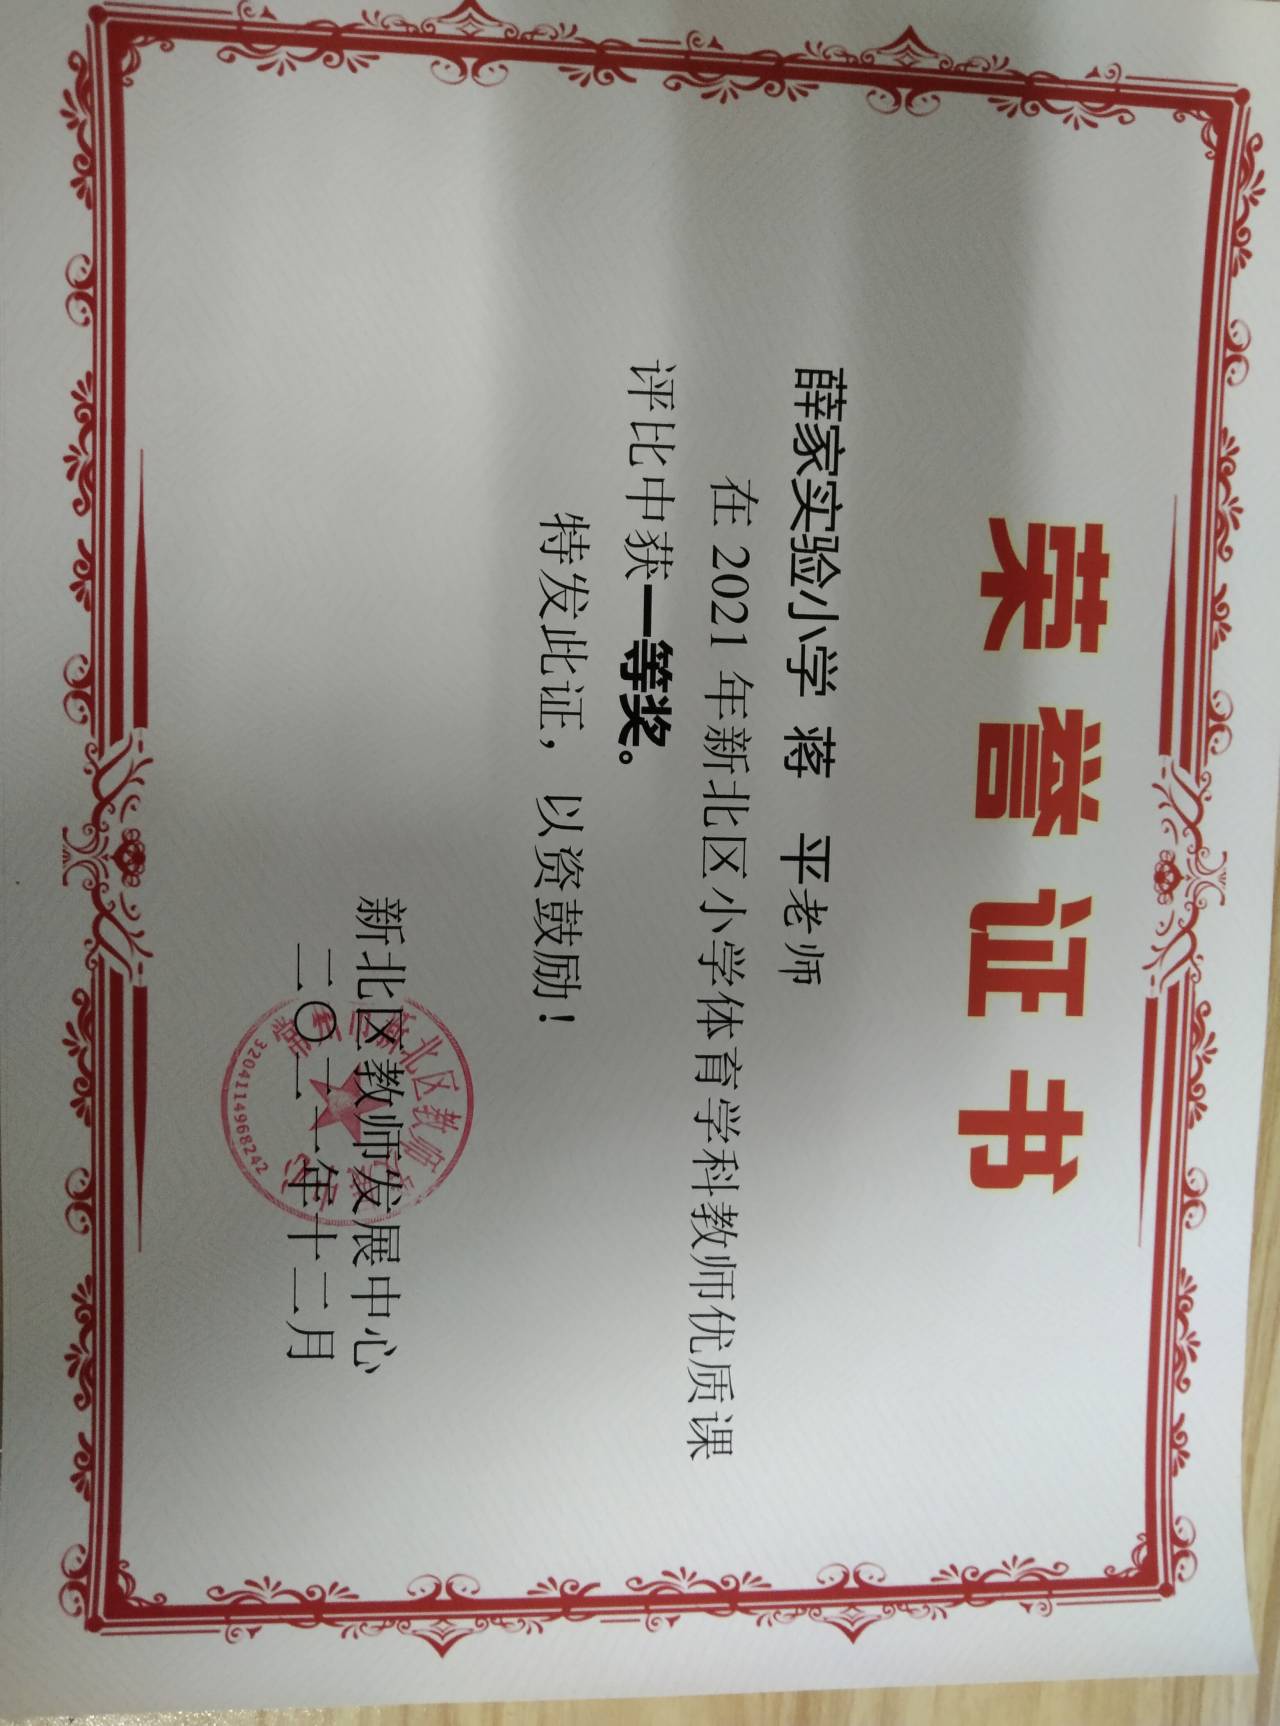 荣誉证书
薛家实验小学 蒋 平老师
在 2021 年新北区小学体育学科教师优质课
评比中获一等奖。
特发此证，以资鼓励！
新北区教师发展中心
二〇二一年十二月
3204114968242